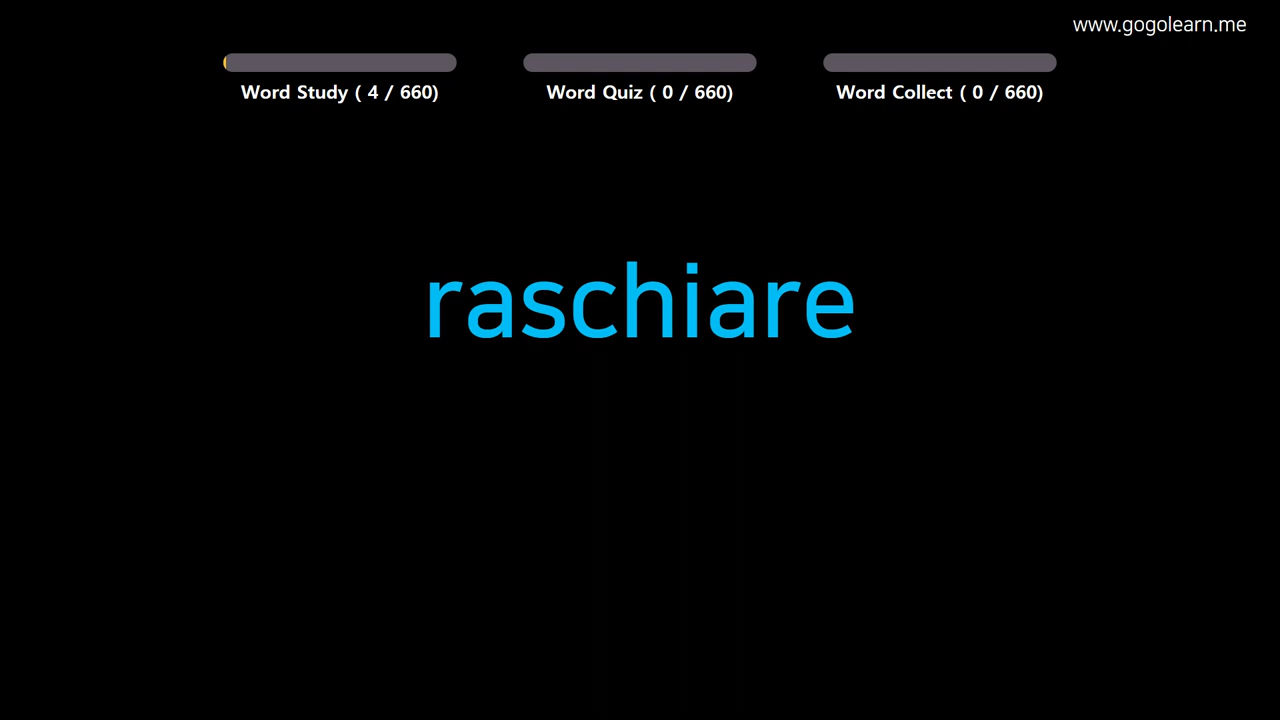 www.gogolearn.me
Word Study ( 4 / 660)
Word Quiz ( 0 / 660)
Word Collect ( 0 / 660)
raschiare